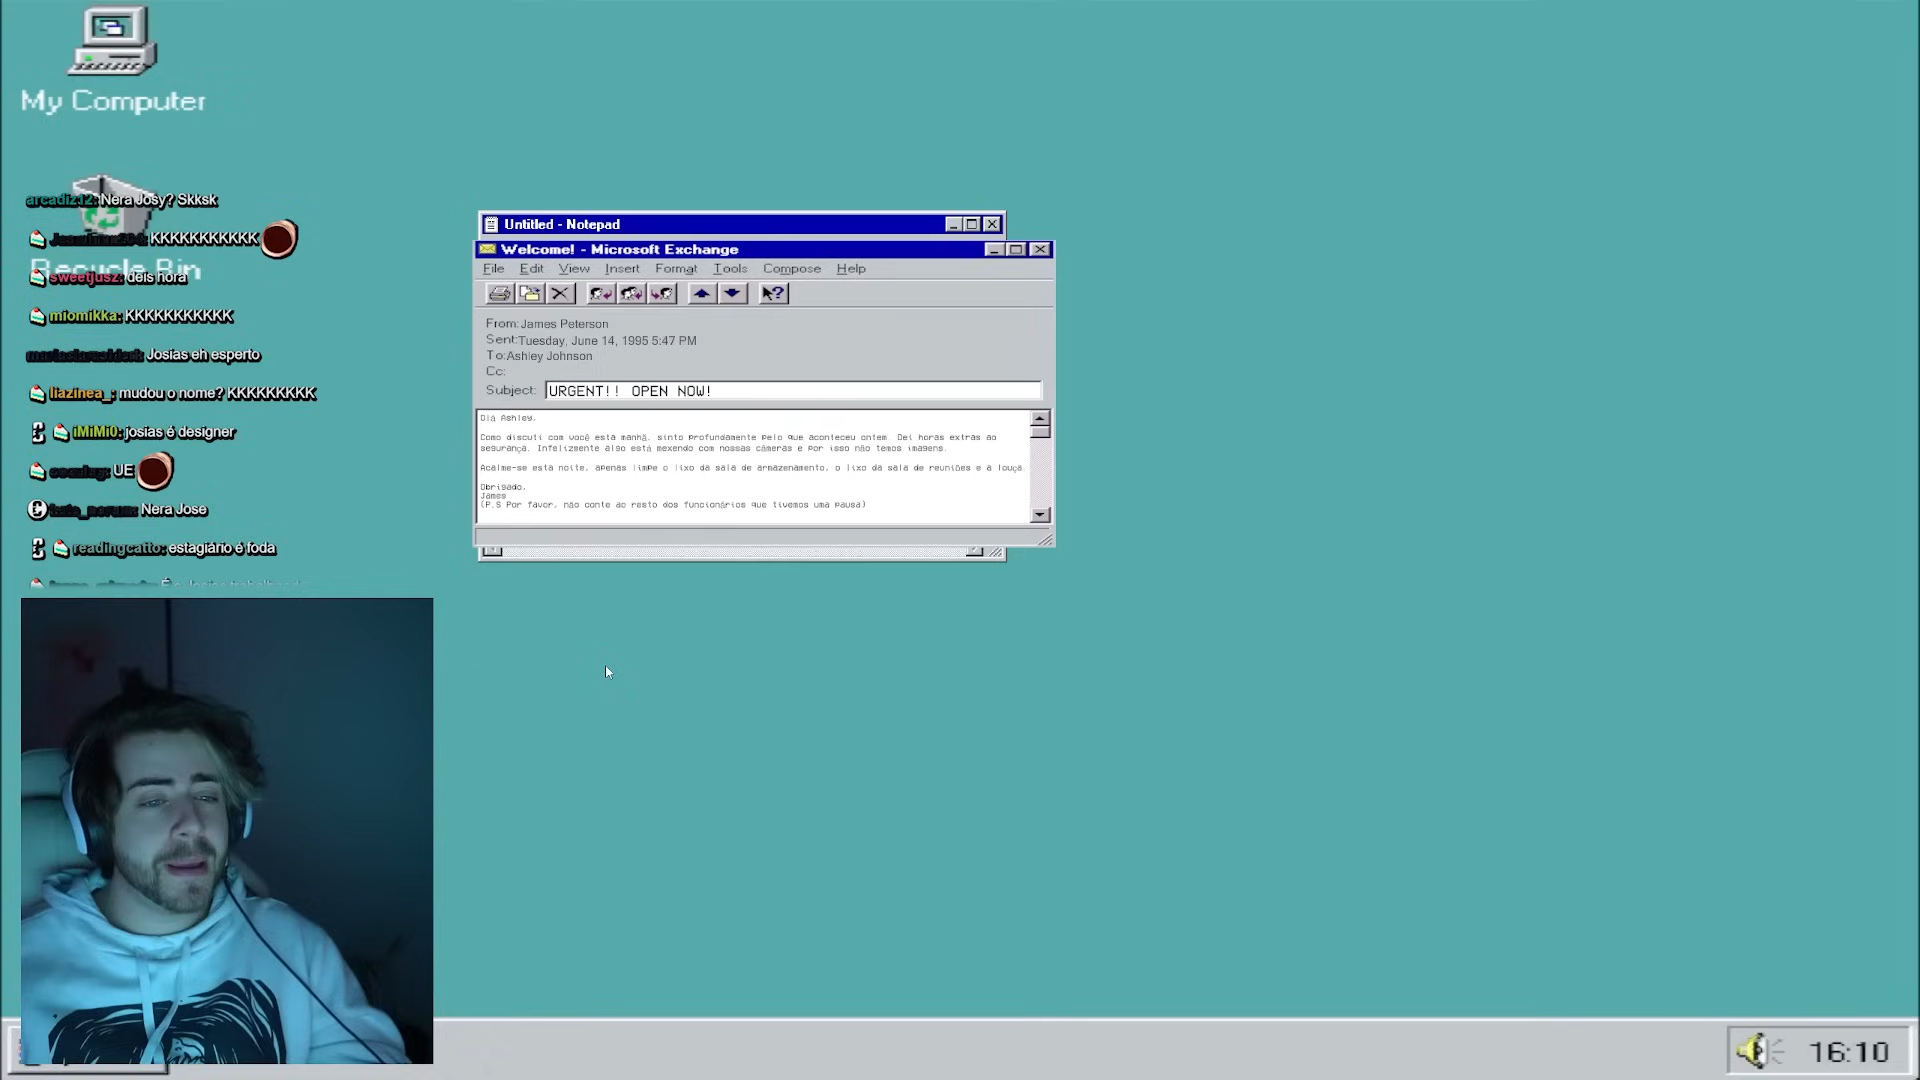 My Computer
Recycle Bin
arcadiz12: Nera Josy? Skksk
KKKKKKKKKKK
sweetjusz: deis hora
miomikka: KKKKKKKKKKK
Josias eh esperto
liazinea_: mudou o nome? KKKKKKKKK
iMiMi0: josias é designer
UE
Nera Jose
readingcatto: estagiário é foda
Untitled - Notepad
Welcome! - Microsoft Exchange
File Edit View Insert Format Tools Compose Help
From: James Peterson
Sent: Tuesday, June 14, 1995 5:47 PM
To: Ashley Johnson
Cc:
Subject: URGENT!! OPEN NOW!
Olá Ashley,
Como discuti com você esta manhã, sinto profundamente pelo que aconteceu ontem. Dei horas extras ao
segurança. Infelizmente algo está mexendo com nossas câmeras e por isso não temos imagens.
Acalme-se esta noite, apenas limpe o lixo da sala de armazenamento, o lixo da sala de reuniões e a louça.
Obrigado,
James
(P.S Por favor, não conte ao resto dos funcionários que tivemos uma pausa)
16:10